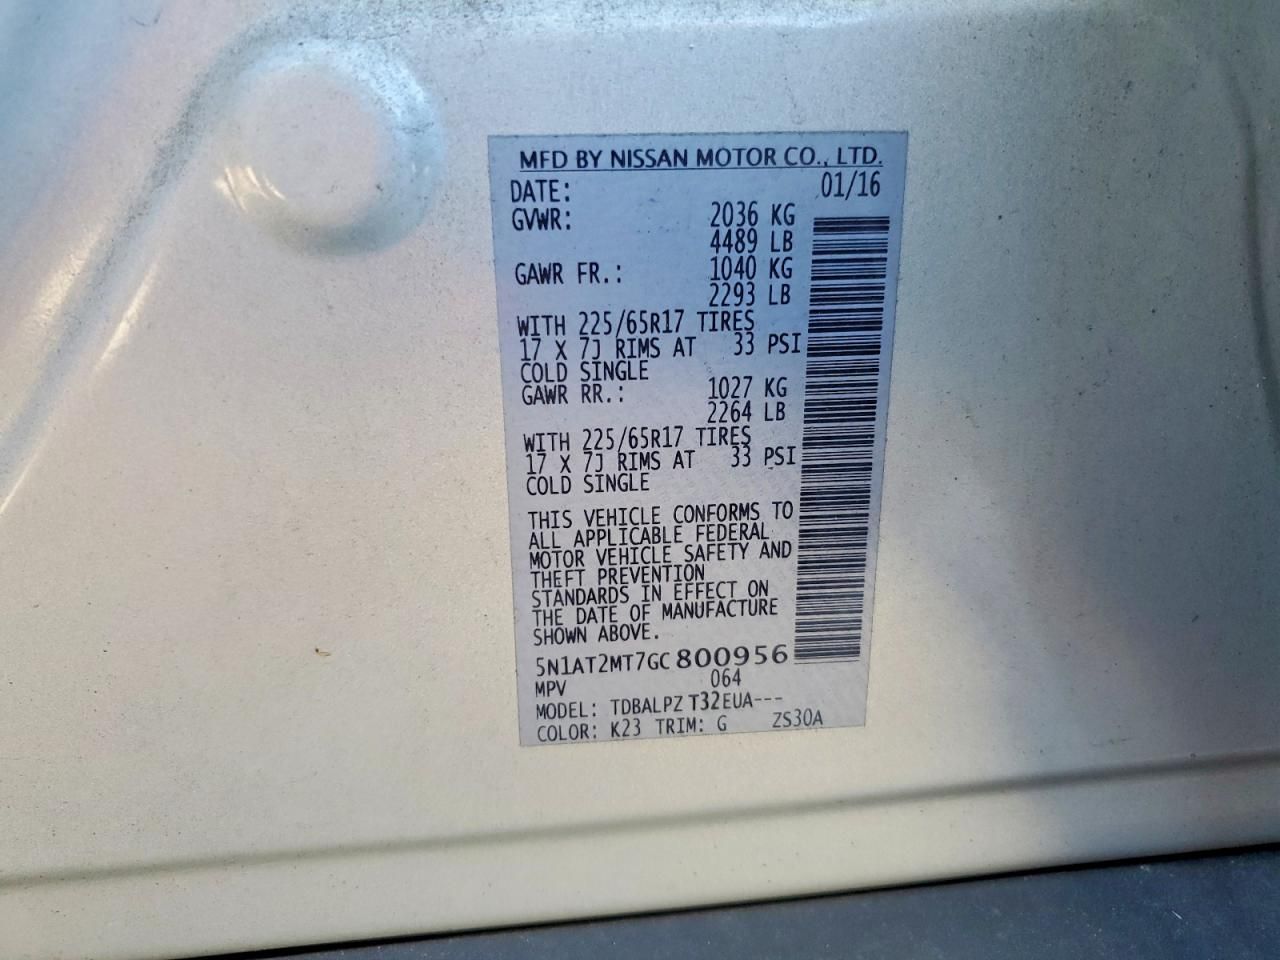 MFD BY NISSAN MOTOR CO., LTD.
DATE: 01/16
GVWR: 2036 KG
4489 LB
GAWR FR.: 1040 KG
2293 LB
WITH 225/65R17 TIRES
17 X 7J RIMS AT 33 PSI
COLD SINGLE
GAWR RR.: 1027 KG
2264 LB
WITH 225/65R17 TIRES
17 X 7J RIMS AT 33 PSI
COLD SINGLE
THIS VEHICLE CONFORMS TO
ALL APPLICABLE FEDERAL
MOTOR VEHICLE SAFETY AND
THEFT PREVENTION
STANDARDS IN EFFECT ON
THE DATE OF MANUFACTURE
SHOWN ABOVE.
5N1AT2MT7GC800956
MPV 064
MODEL: TDBALPZ T32EUA---
COLOR: K23 TRIM: G ZS30A